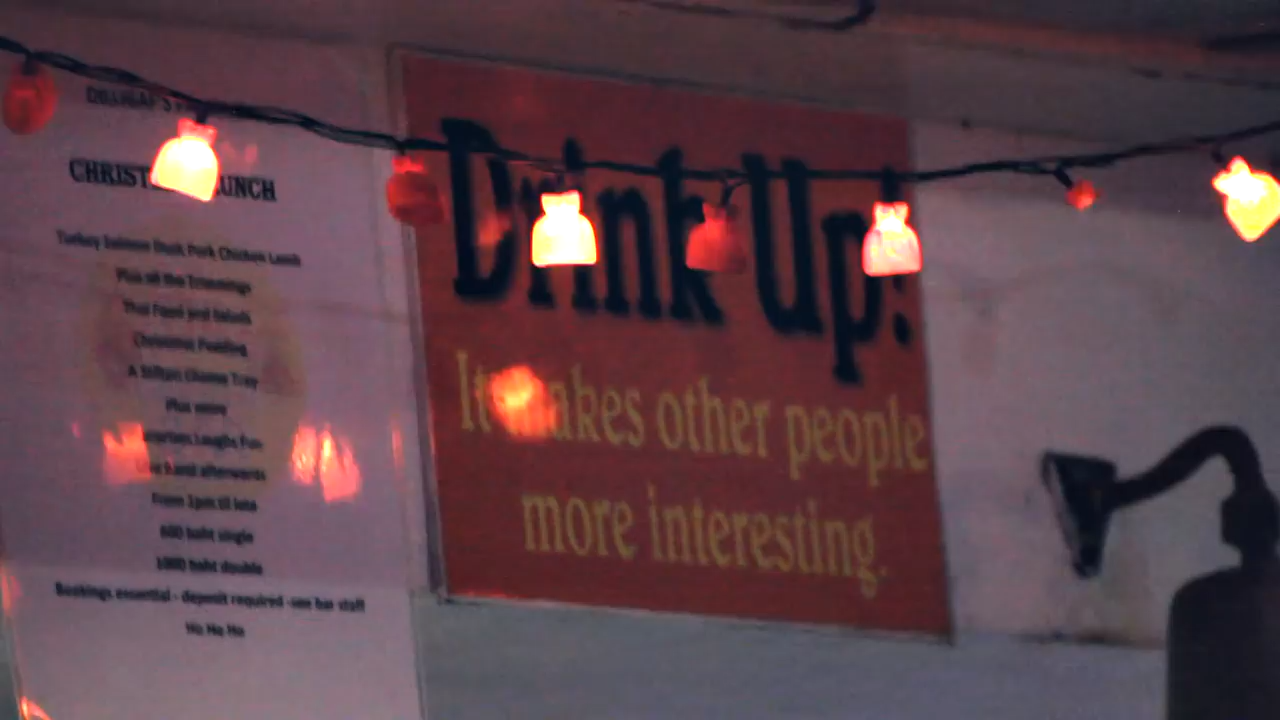 CHRIST UNCH
Turkey Salmon Duck Pork Chicken Lamb
Plus all the Trimmings
Thai Food and Salads
Christmas Pudding
A Stilton Cheese Tray
Plus more
Laughs Fun
Band afterwards
From 1pm till late
600 baht single
1000 baht double
Bookings essential - deposit required -see bar staff
Ho Ho Ho
Drink Up!
It makes other people
more interesting.